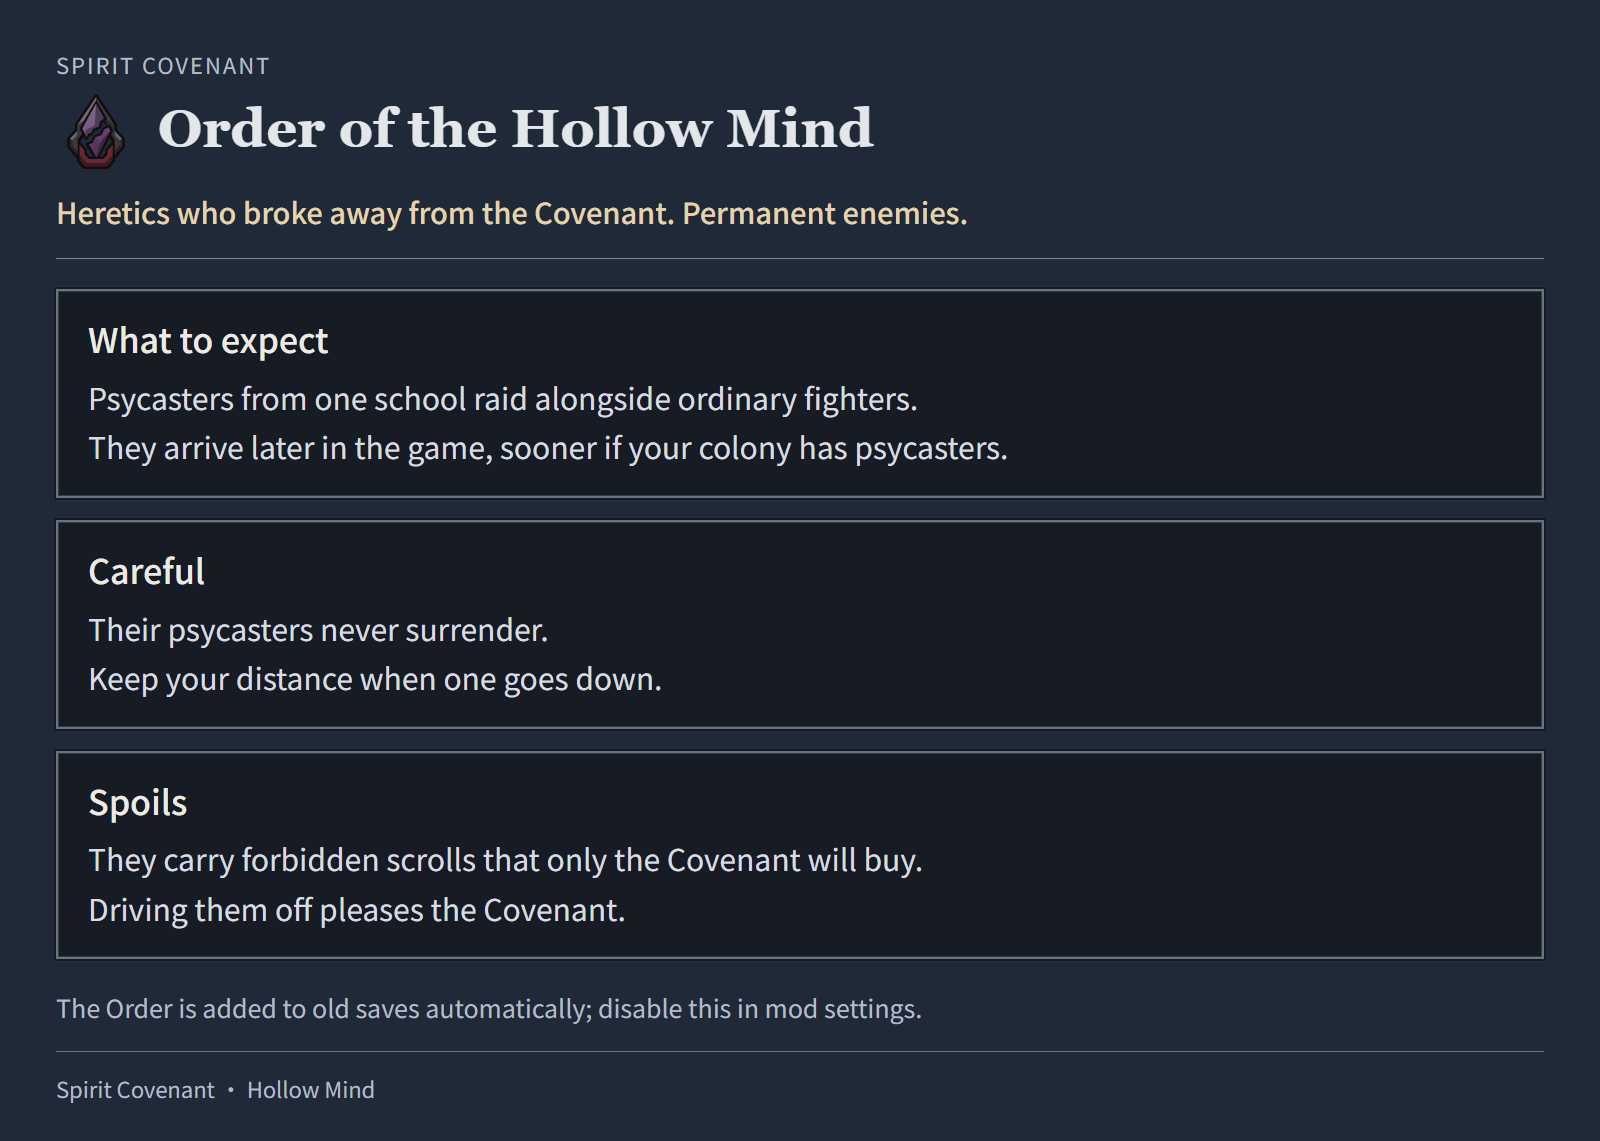 SPIRIT COVENANT
Order of the Hollow Mind
Heretics who broke away from the Covenant. Permanent enemies.
What to expect
Psycasters from one school raid alongside ordinary fighters.
They arrive later in the game, sooner if your colony has psycasters.
Careful
Their psycasters never surrender.
Keep your distance when one goes down.
Spoils
They carry forbidden scrolls that only the Covenant will buy.
Driving them off pleases the Covenant.
The Order is added to old saves automatically; disable this in mod settings.
Spirit Covenant • Hollow Mind